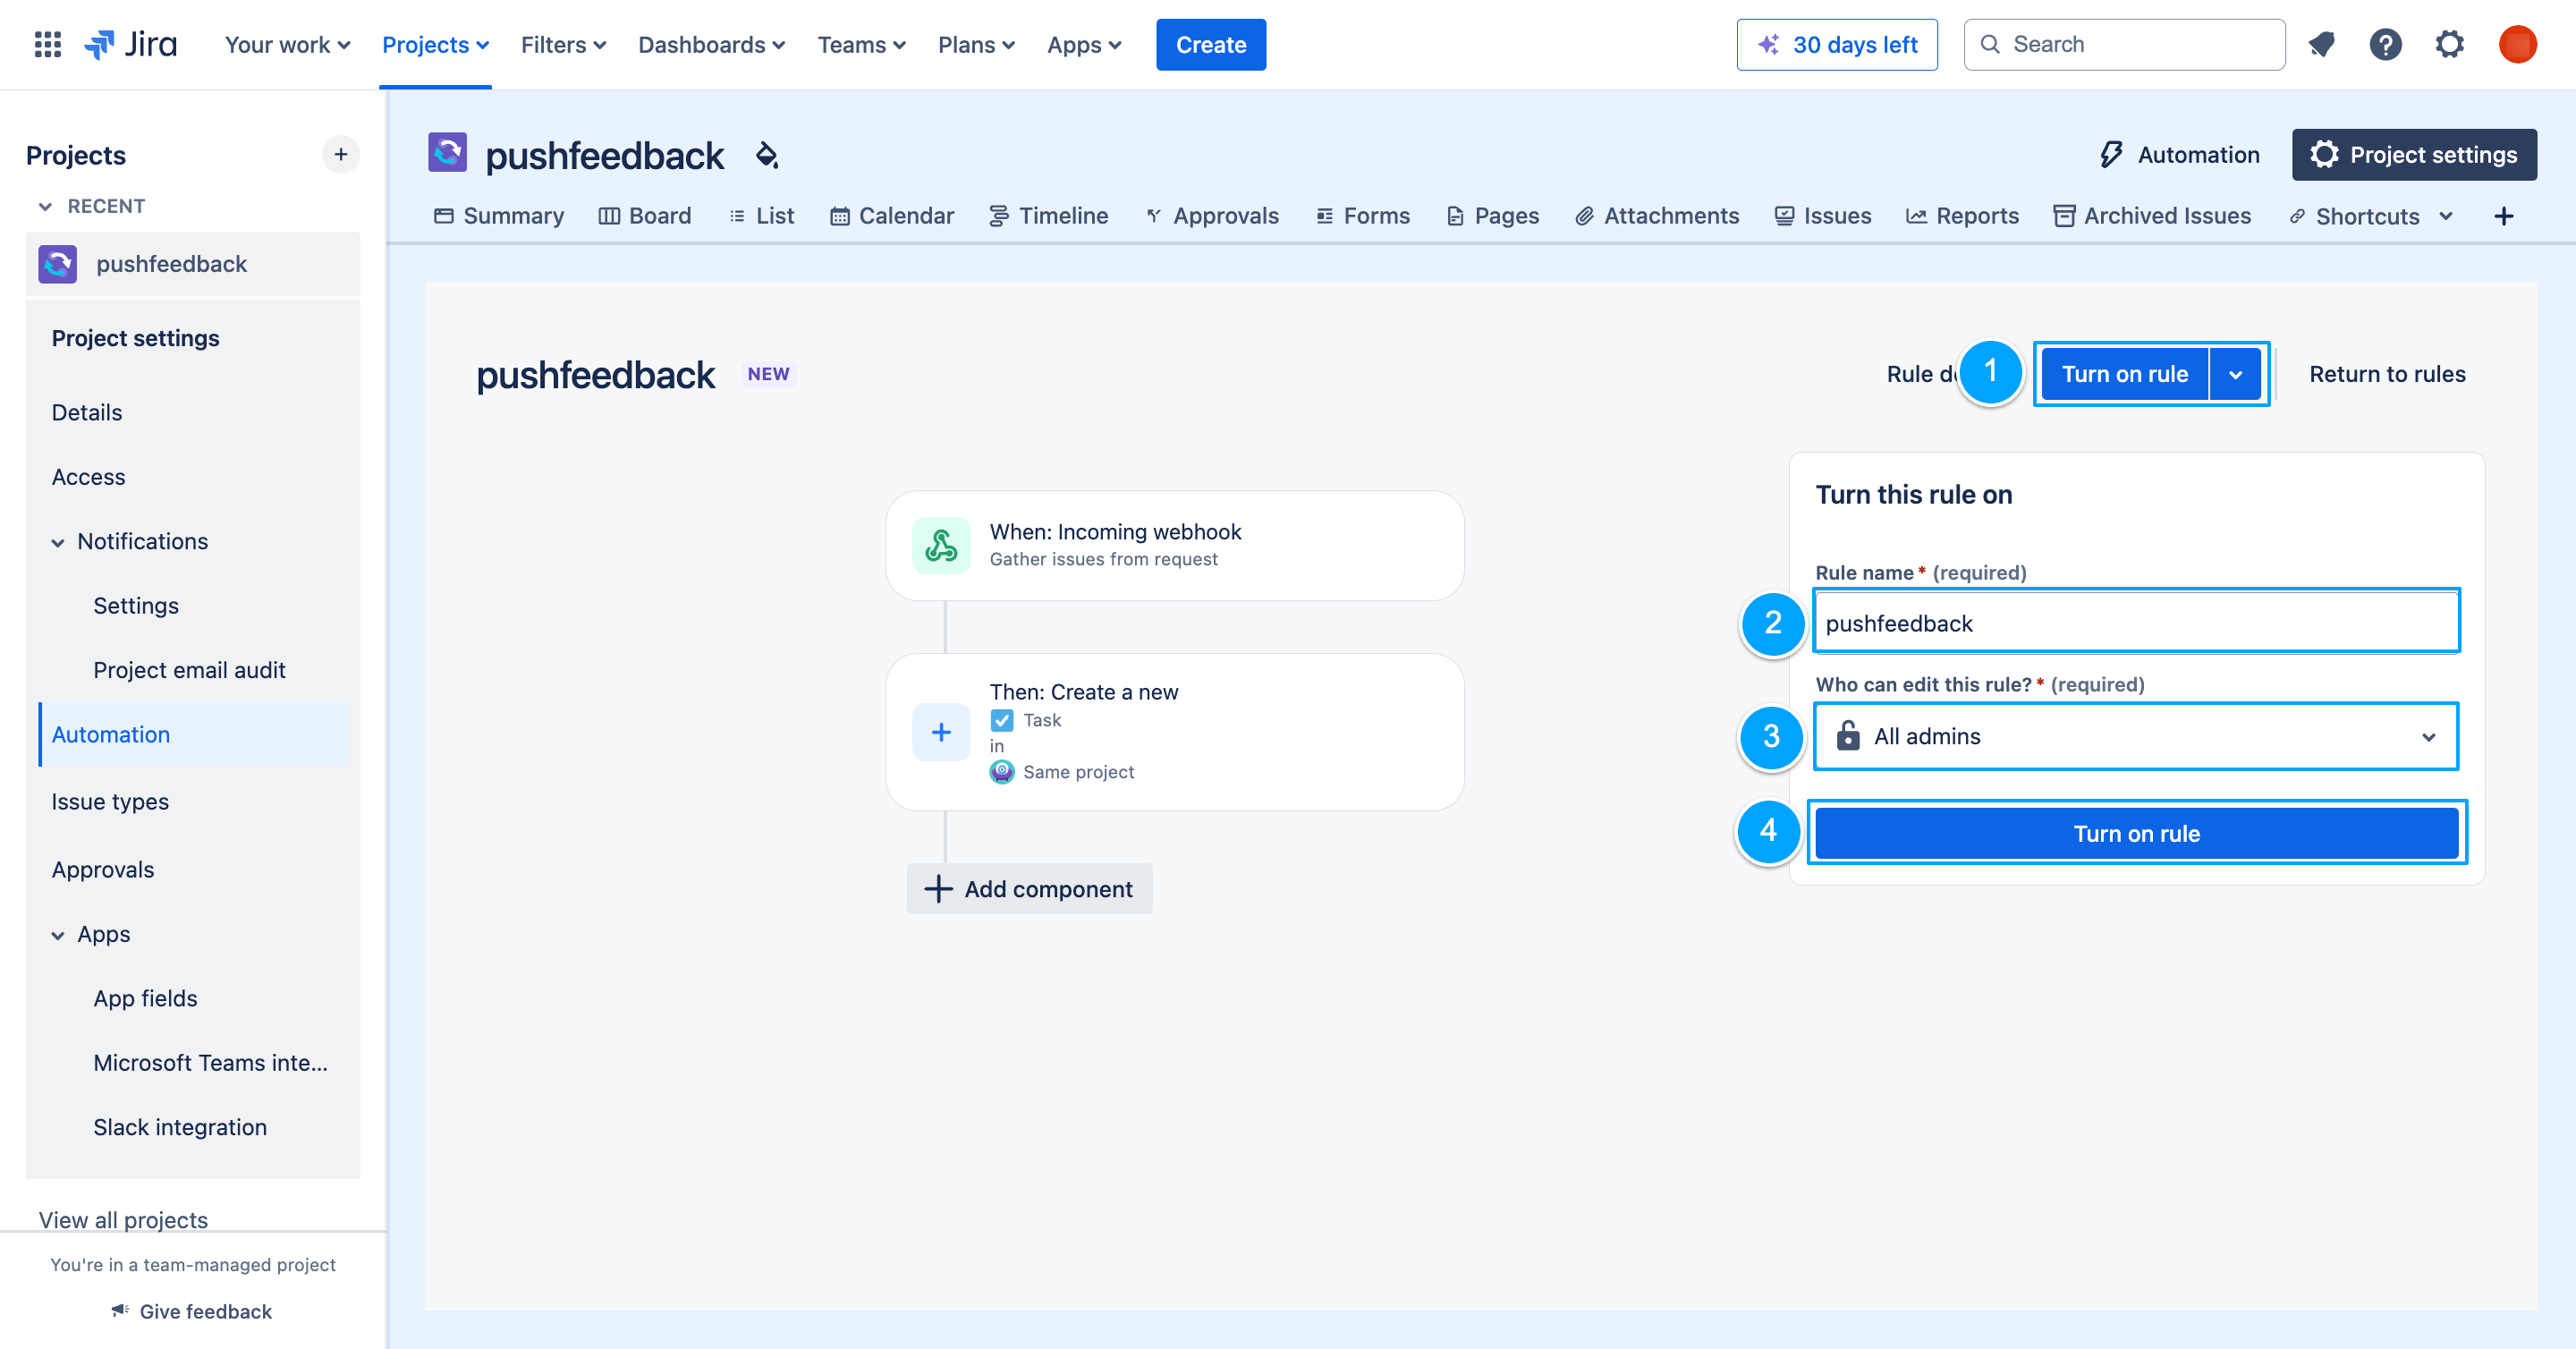 Jira
Your work
Projects
Filters
Dashboards
Teams
Plans
Apps
Create
30 days left
Search
Projects
RECENT
pushfeedback
Project settings
Details
Access
Notifications
Settings
Project email audit
Automation
Issue types
Approvals
Apps
App fields
Microsoft Teams inte...
Slack integration
View all projects
You're in a team-managed project
Give feedback
pushfeedback
Automation
Project settings
Summary
Board
List
Calendar
Timeline
Approvals
Forms
Pages
Attachments
Issues
Reports
Archived Issues
Shortcuts
pushfeedback NEW
Rule
1
Turn on rule
Return to rules
When: Incoming webhook
Gather issues from request
Then: Create a new
Task
in
Same project
Add component
Turn this rule on
Rule name* (required)
2
pushfeedback
Who can edit this rule?* (required)
3
All admins
4
Turn on rule